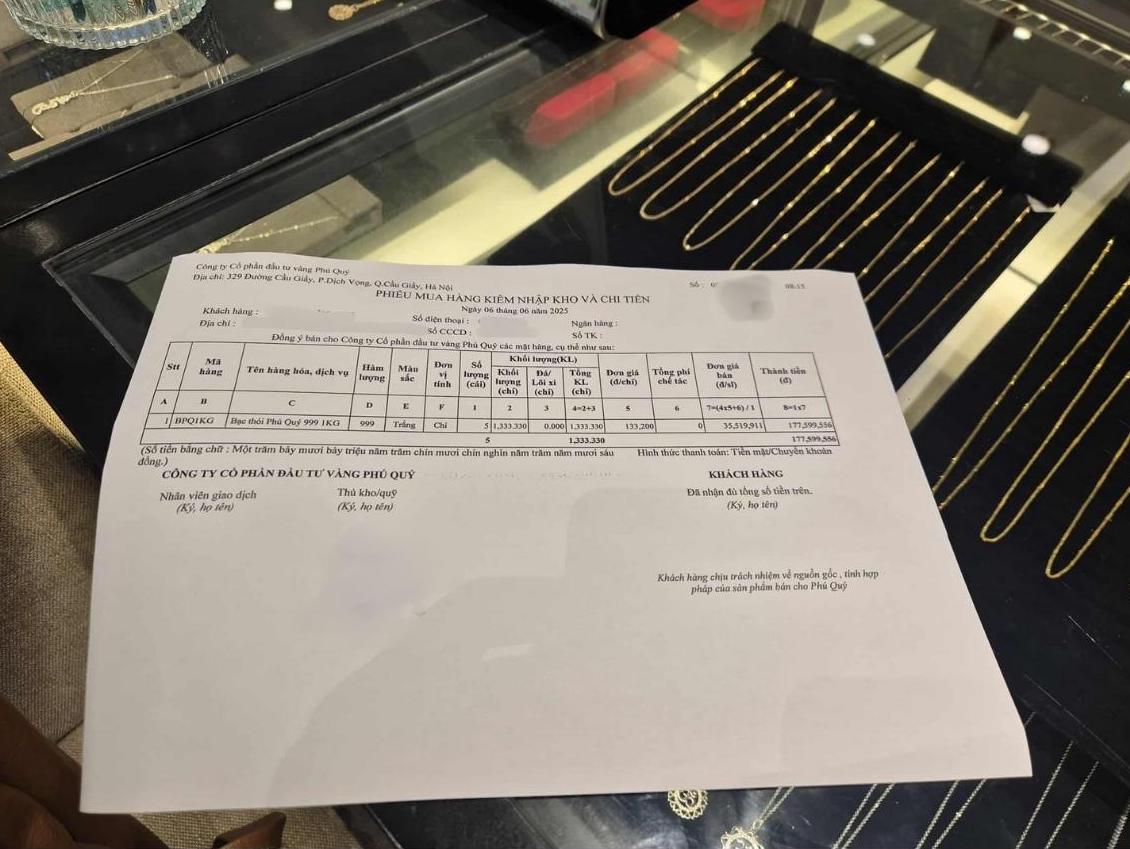 Công ty Cổ phần đầu tư vàng Phú Quý
Địa chỉ: 329 Đường Cầu Giấy, P.Dịch Vọng, Q.Cầu Giấy, Hà Nội
Số : 08:15
PHIẾU MUA HÀNG KIÊM NHẬP KHO VÀ CHI TIỀN
Ngày 06 tháng 06 năm 2025
Khách hàng : Số điện thoại : Ngân hàng :
Địa chỉ : Số CCCD : Số TK :
Đồng ý bán cho Công ty Cổ phần đầu tư vàng Phú Quý các mặt hàng, cụ thể như sau:
Stt Mã hàng Tên hàng hóa, dịch vụ Hàm lượng Màu sắc Đơn vị tính Số lượng (cái) Khối lượng(KL) Khối lượng (chỉ) Đá/ Lõi xi (chỉ) Tổng KL (chỉ) Đơn giá (đ/chỉ) Tổng phí chế tác Đơn giá bán (đ/sl) Thành tiền (đ)
A B C D E F 1 2 3 4=2+3 5 6 7=(4x5+6) / 1 8=1x7
1 BPQ1KG Bạc thỏi Phú Quý 999 1KG 999 Trắng Chỉ 5 1,333.330 0.000 1,333.330 133,200 0 35,519,911 177,599,556
5 1,333.330 177,599,556
(Số tiền bằng chữ : Một trăm bảy mươi bảy triệu năm trăm chín mươi chín nghìn năm trăm năm mươi sáu đồng.) Hình thức thanh toán: Tiền mặt/Chuyển khoản
CÔNG TY CỔ PHẦN ĐẦU TƯ VÀNG PHÚ QUÝ KHÁCH HÀNG
Nhân viên giao dịch Thủ kho/quỹ Đã nhận đủ tổng số tiền trên.
(Ký, họ tên) (Ký, họ tên) (Ký, họ tên)
Khách hàng chịu trách nhiệm về nguồn gốc , tính hợp
pháp của sản phẩm bán cho Phú Quý